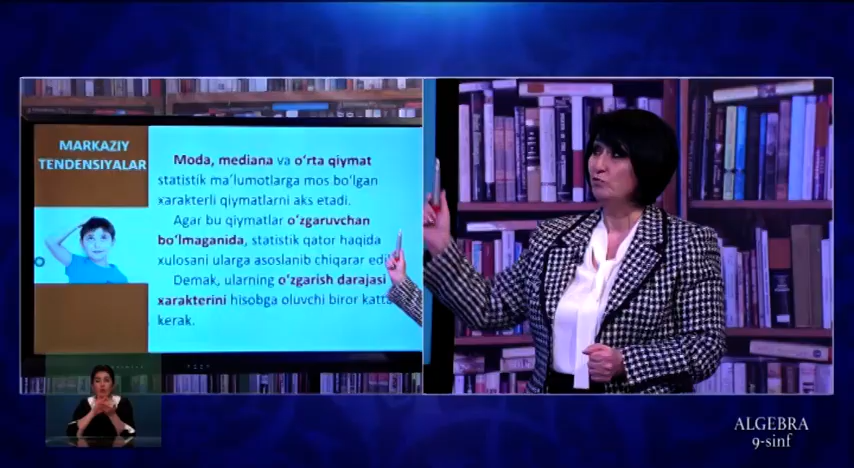 MARKAZIY
TENDENSIYALAR
Moda, mediana va o‘rta qiymat
statistik ma’lumotlarga mos bo‘lgan
xarakterli qiymatlarni aks etadi.
Agar bu qiymatlar o‘zgaruvchan
bo‘lmaganida, statistik qator haqida
xulosani ularga asoslanib chiqarar
Demak, ularning o‘zgarish darajasi
xarakterini hisobga oluvchi biror katta
kerak.
ALGEBRA
9-sinf